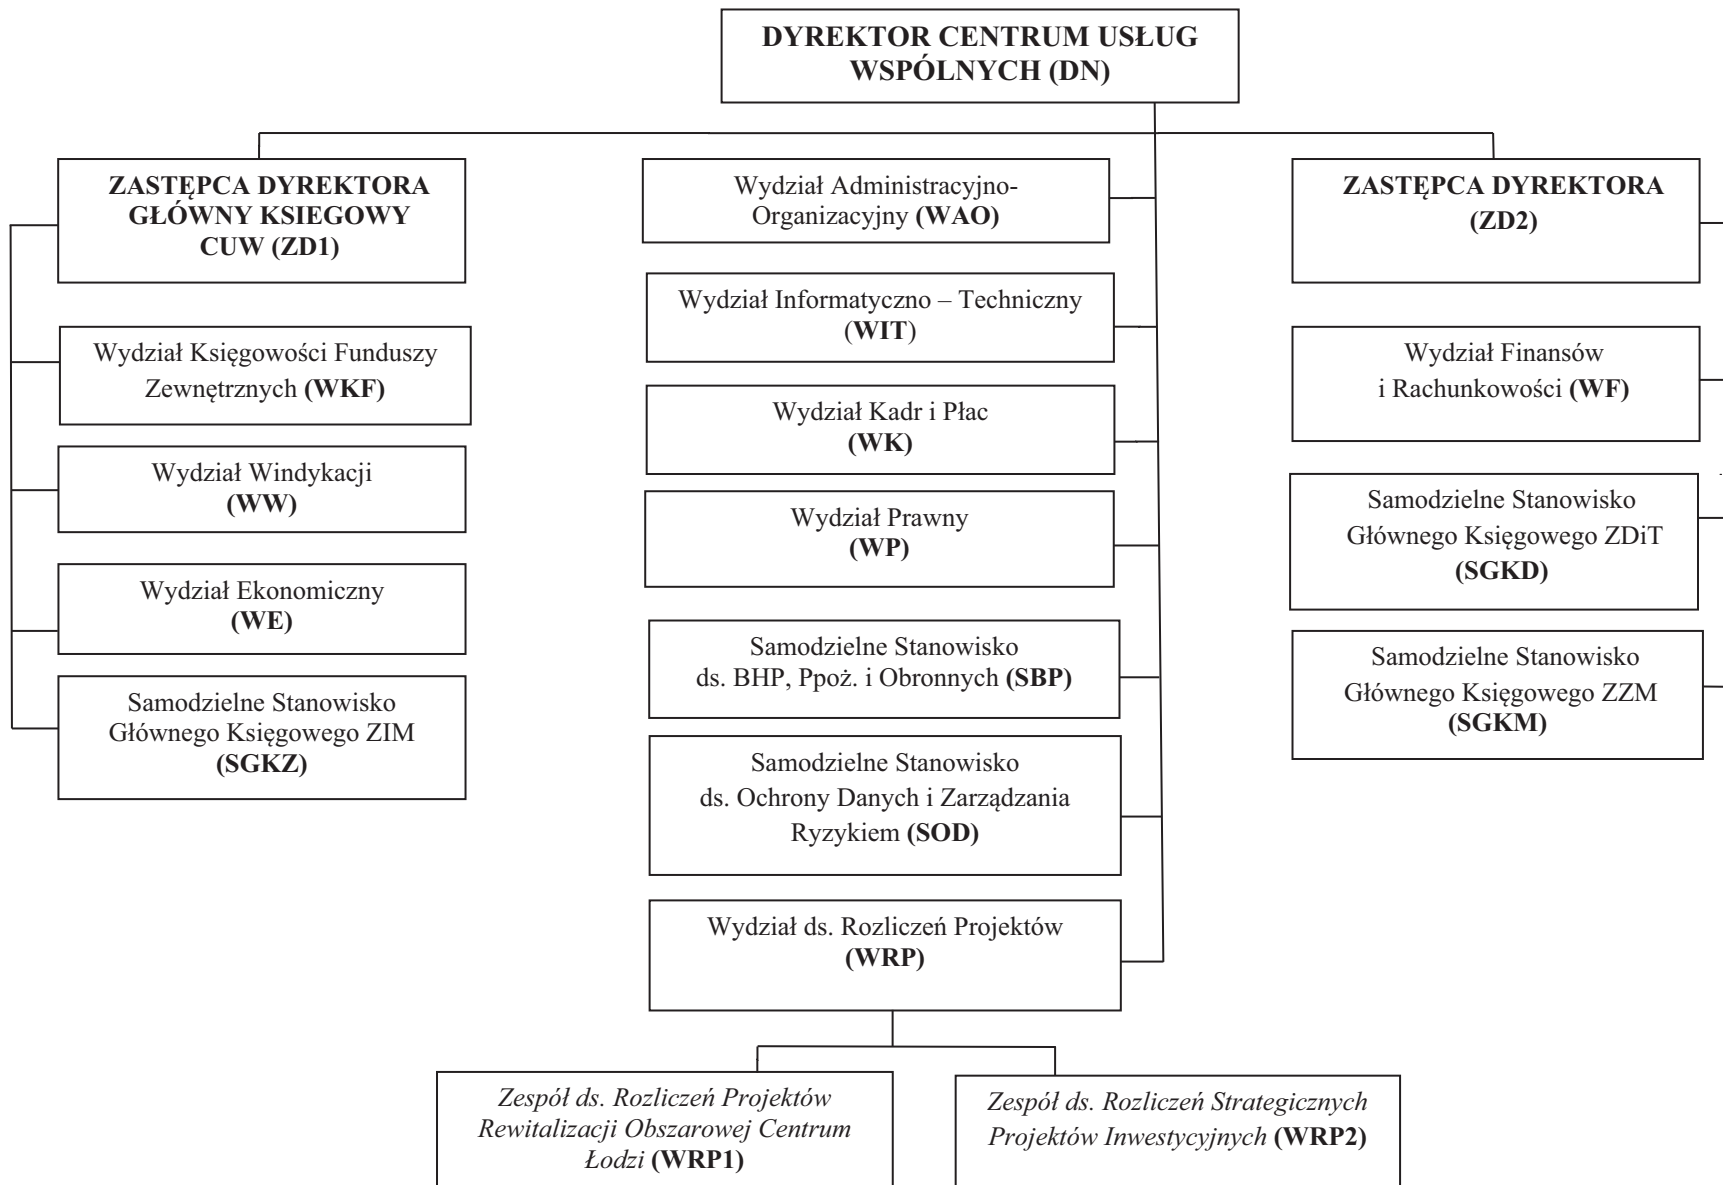 DYREKTOR CENTRUM USŁUG
WSPÓLNYCH (DN)
ZASTĘPCA DYREKTORA
GŁÓWNY KSIEGOWY
CUW (ZD1)
Wydział Księgowości Funduszy
Zewnętrznych (WKF)
Wydział Windykacji
(WW)
Wydział Ekonomiczny
(WE)
Samodzielne Stanowisko
Głównego Księgowego ZIM
(SGKZ)
Wydział Administracyjno-
Organizacyjny (WAO)
Wydział Informatyczno – Techniczny
(WIT)
Wydział Kadr i Płac
(WK)
Wydział Prawny
(WP)
Samodzielne Stanowisko
ds. BHP, Ppoż. i Obronnych (SBP)
Samodzielne Stanowisko
ds. Ochrony Danych i Zarządzania
Ryzykiem (SOD)
Wydział ds. Rozliczeń Projektów
(WRP)
Zespół ds. Rozliczeń Projektów
Rewitalizacji Obszarowej Centrum
Łodzi (WRP1)
Zespół ds. Rozliczeń Strategicznych
Projektów Inwestycyjnych (WRP2)
ZASTĘPCA DYREKTORA
(ZD2)
Wydział Finansów
i Rachunkowości (WF)
Samodzielne Stanowisko
Głównego Księgowego ZDiT
(SGKD)
Samodzielne Stanowisko
Głównego Księgowego ZZM
(SGKM)